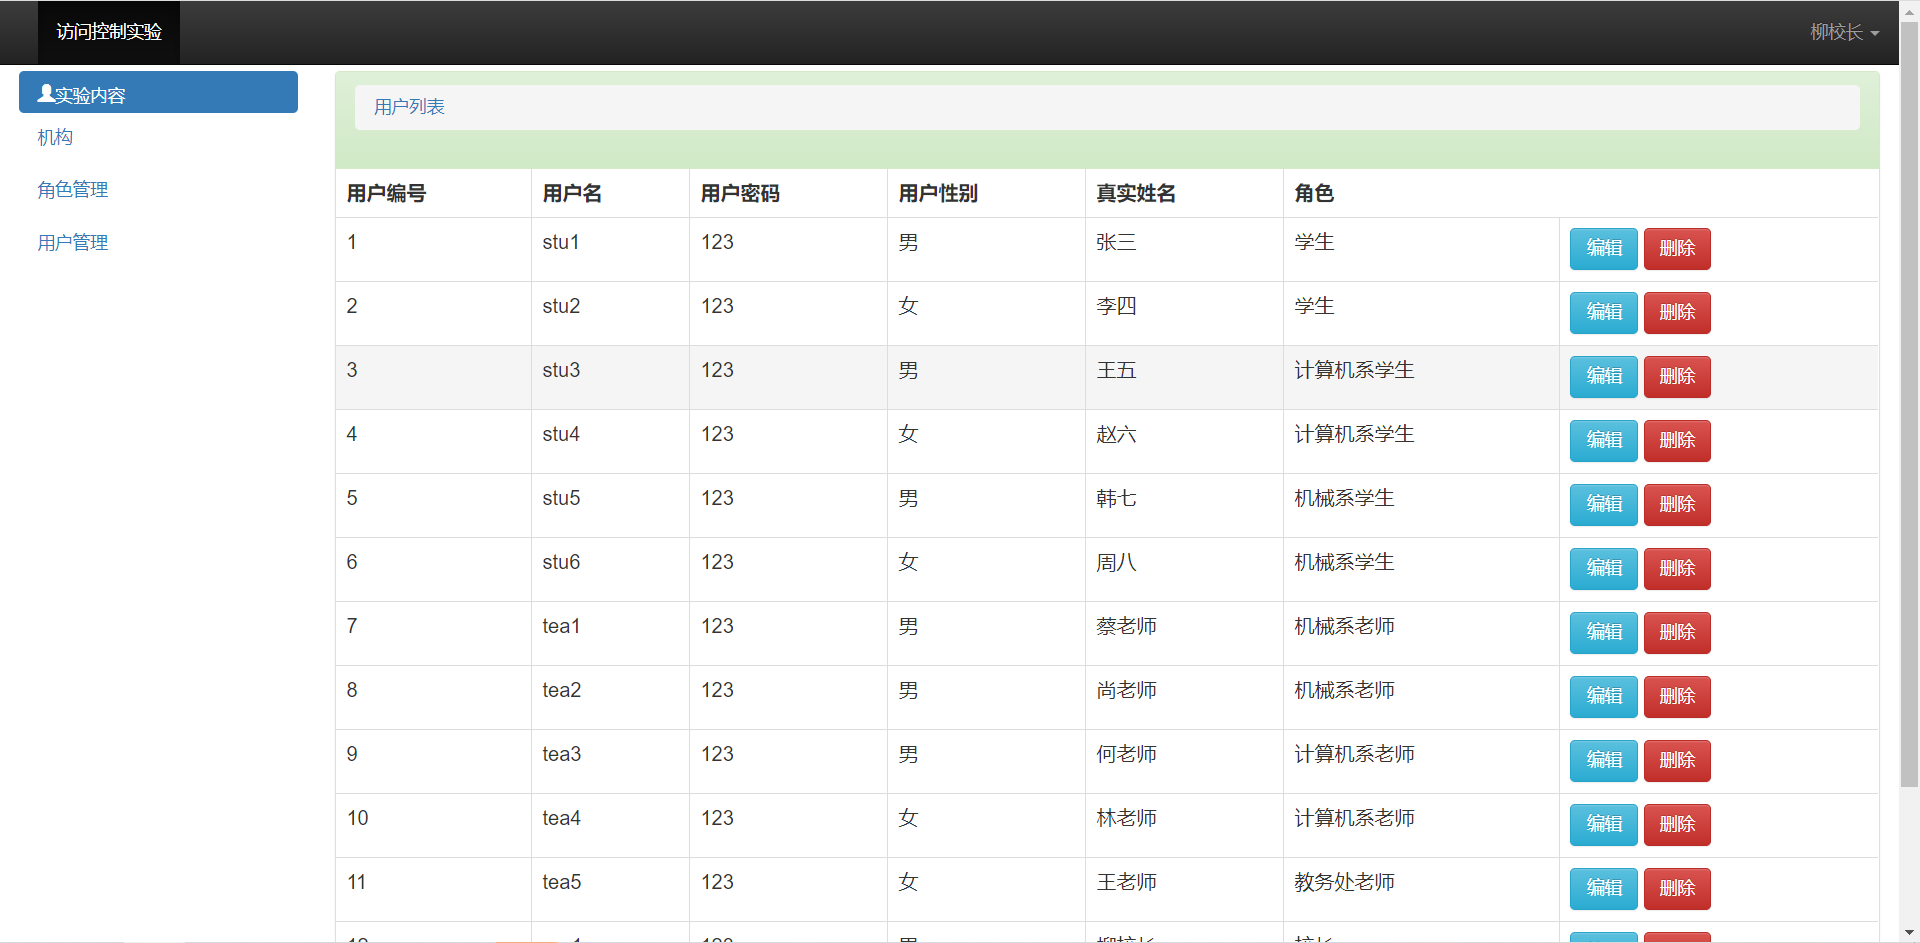 访问控制实验 柳校长
实验内容
机构
角色管理
用户管理
用户列表
用户编号 用户名 用户密码 用户性别 真实姓名 角色
1 stu1 123 男 张三 学生 编辑 删除
2 stu2 123 女 李四 学生 编辑 删除
3 stu3 123 男 王五 计算机系学生 编辑 删除
4 stu4 123 女 赵六 计算机系学生 编辑 删除
5 stu5 123 男 韩七 机械系学生 编辑 删除
6 stu6 123 女 周八 机械系学生 编辑 删除
7 tea1 123 男 蔡老师 机械系老师 编辑 删除
8 tea2 123 男 尚老师 机械系老师 编辑 删除
9 tea3 123 男 何老师 计算机系老师 编辑 删除
10 tea4 123 女 林老师 计算机系老师 编辑 删除
11 tea5 123 女 王老师 教务处老师 编辑 删除